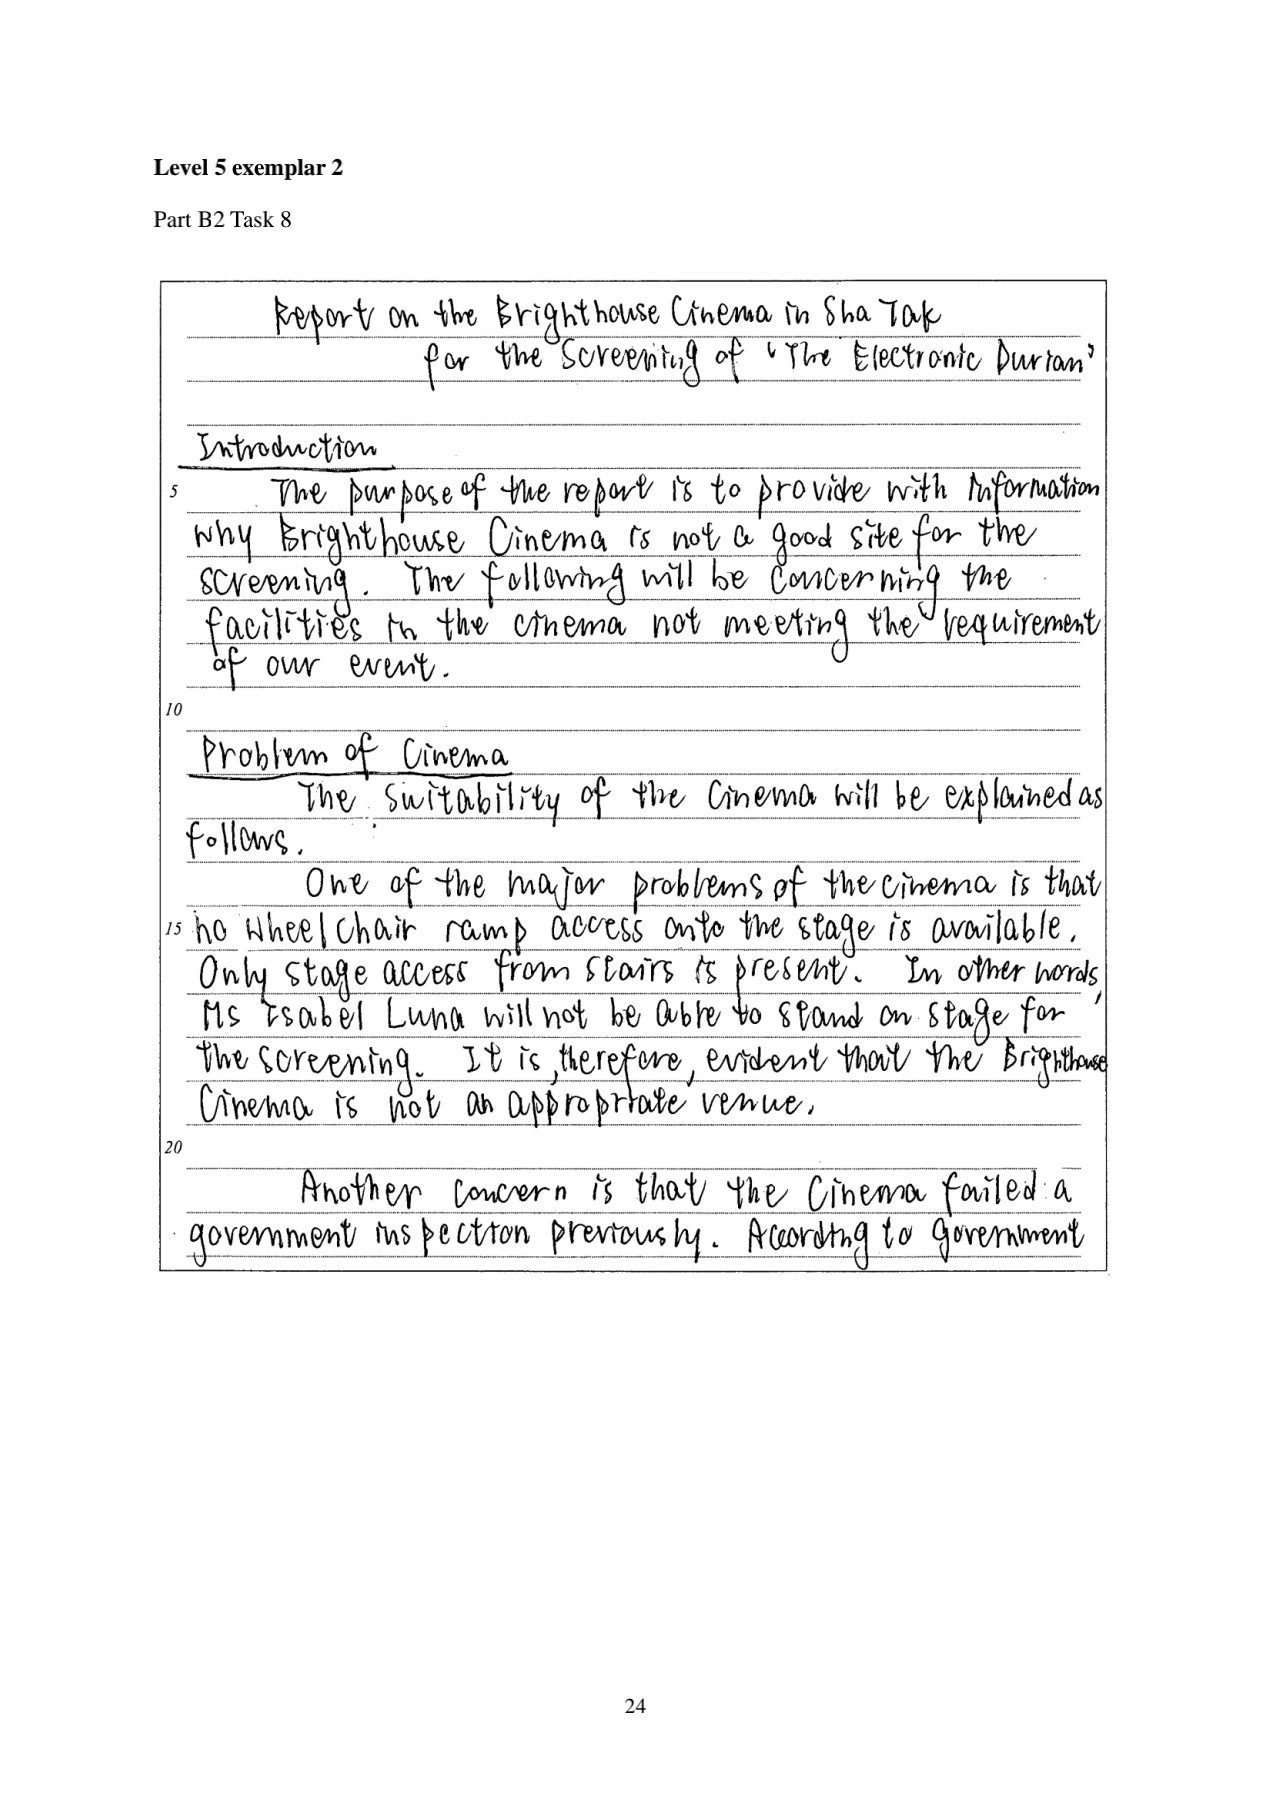 Level 5 exemplar 2
Part B2 Task 8
Report on the Brighthouse Cinema in Sha Tak
for the Screening of 'The Electronic Durian'
Introduction
5 The purpose of the report is to provide with information
why Brighthouse Cinema is not a good site for the
screening. The following will be concerning the
facilities in the cinema not meeting the requirement
of our event.
10
Problem of Cinema
The suitability of the Cinema will be explained as
follows.
One of the major problems of the cinema is that
15 no wheelchair ramp access onto the stage is available.
Only stage access from stairs is present. In other words,
Ms Isabel Luna will not be able to stand on stage for
the screening. It is, therefore, evident that the Brighthouse
Cinema is not an appropriate venue.
20
Another concern is that the Cinema failed a
government inspection previously. According to Government
24